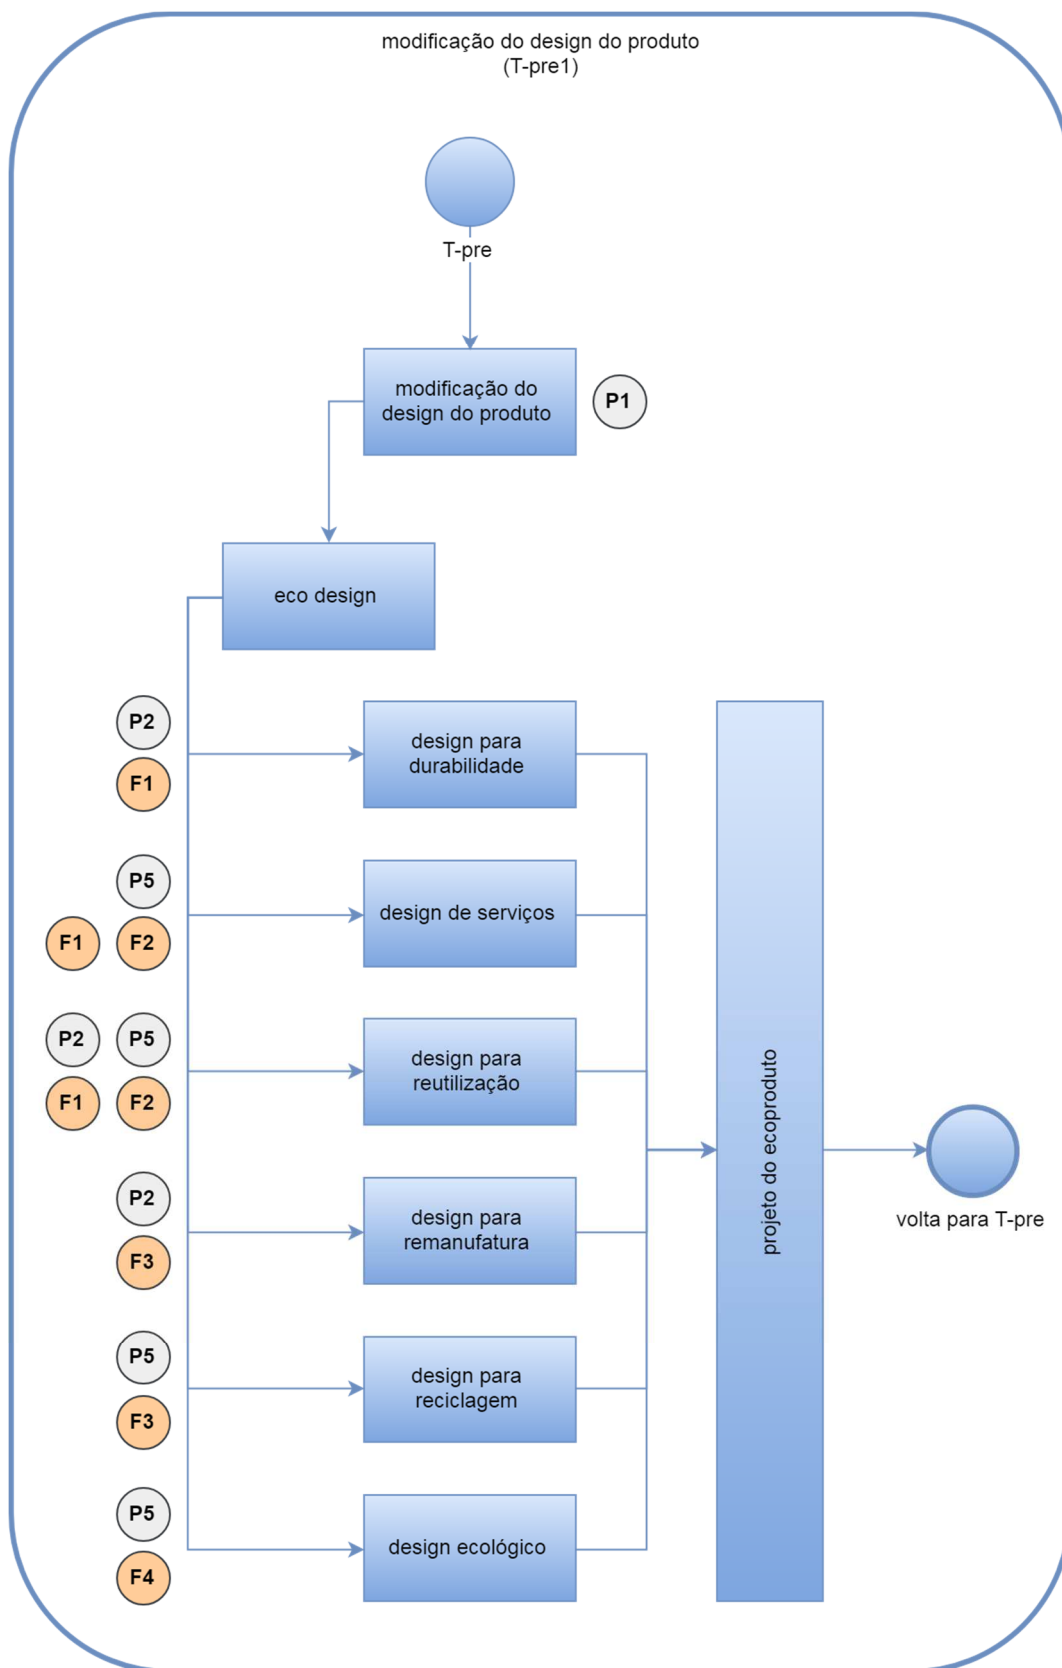 modificação do design do produto
(T-pre1)
T-pre
modificação do
design do produto
P1
eco design
P2
F1
design para
durabilidade
P5
F1
F2
design de serviços
P2
P5
F1
F2
design para
reutilização
P2
F3
design para
remanufatura
P5
F3
design para
reciclagem
P5
F4
design ecológico
projeto do ecoproduto
volta para T-pre